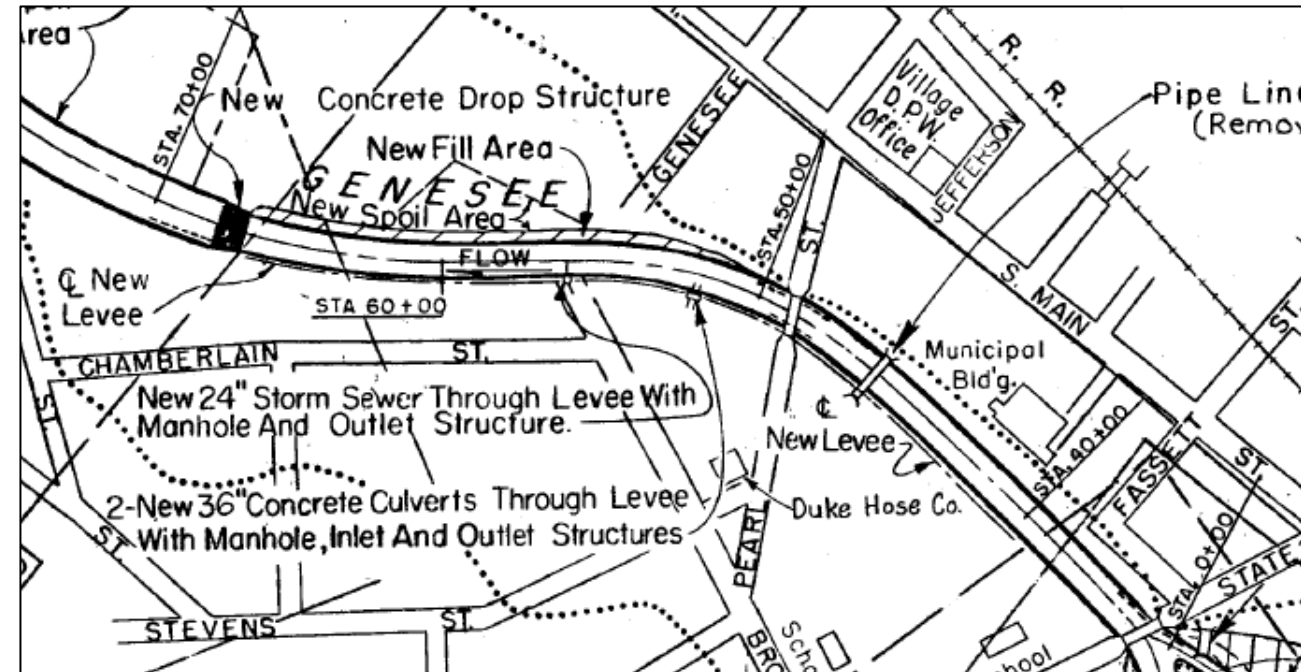 rea
STA. 70+00
New Concrete Drop Structure
New Fill Area
GENESEE
New Spoil Area
FLOW
℄ New
Levee
STA 60+00
CHAMBERLAIN ST.
ST.
New 24" Storm Sewer Through Levee With
Manhole And Outlet Structure.
2-New 36" Concrete Culverts Through Levee
With Manhole, Inlet And Outlet Structures
ST.
STEVENS ST.
GENESEE
STA. 50+00
ST.
Village
D.P.W.
Office
JEFFERSON
R. R.
Pipe Lin
(Remov
S. MAIN
ST.
Municipal
Bld'g.
℄
New Levee
STA. 40+00
FASSETT
ST.
Duke Hose Co.
PEARL
STA. 0+00
STATE
BRO
Scho
hool